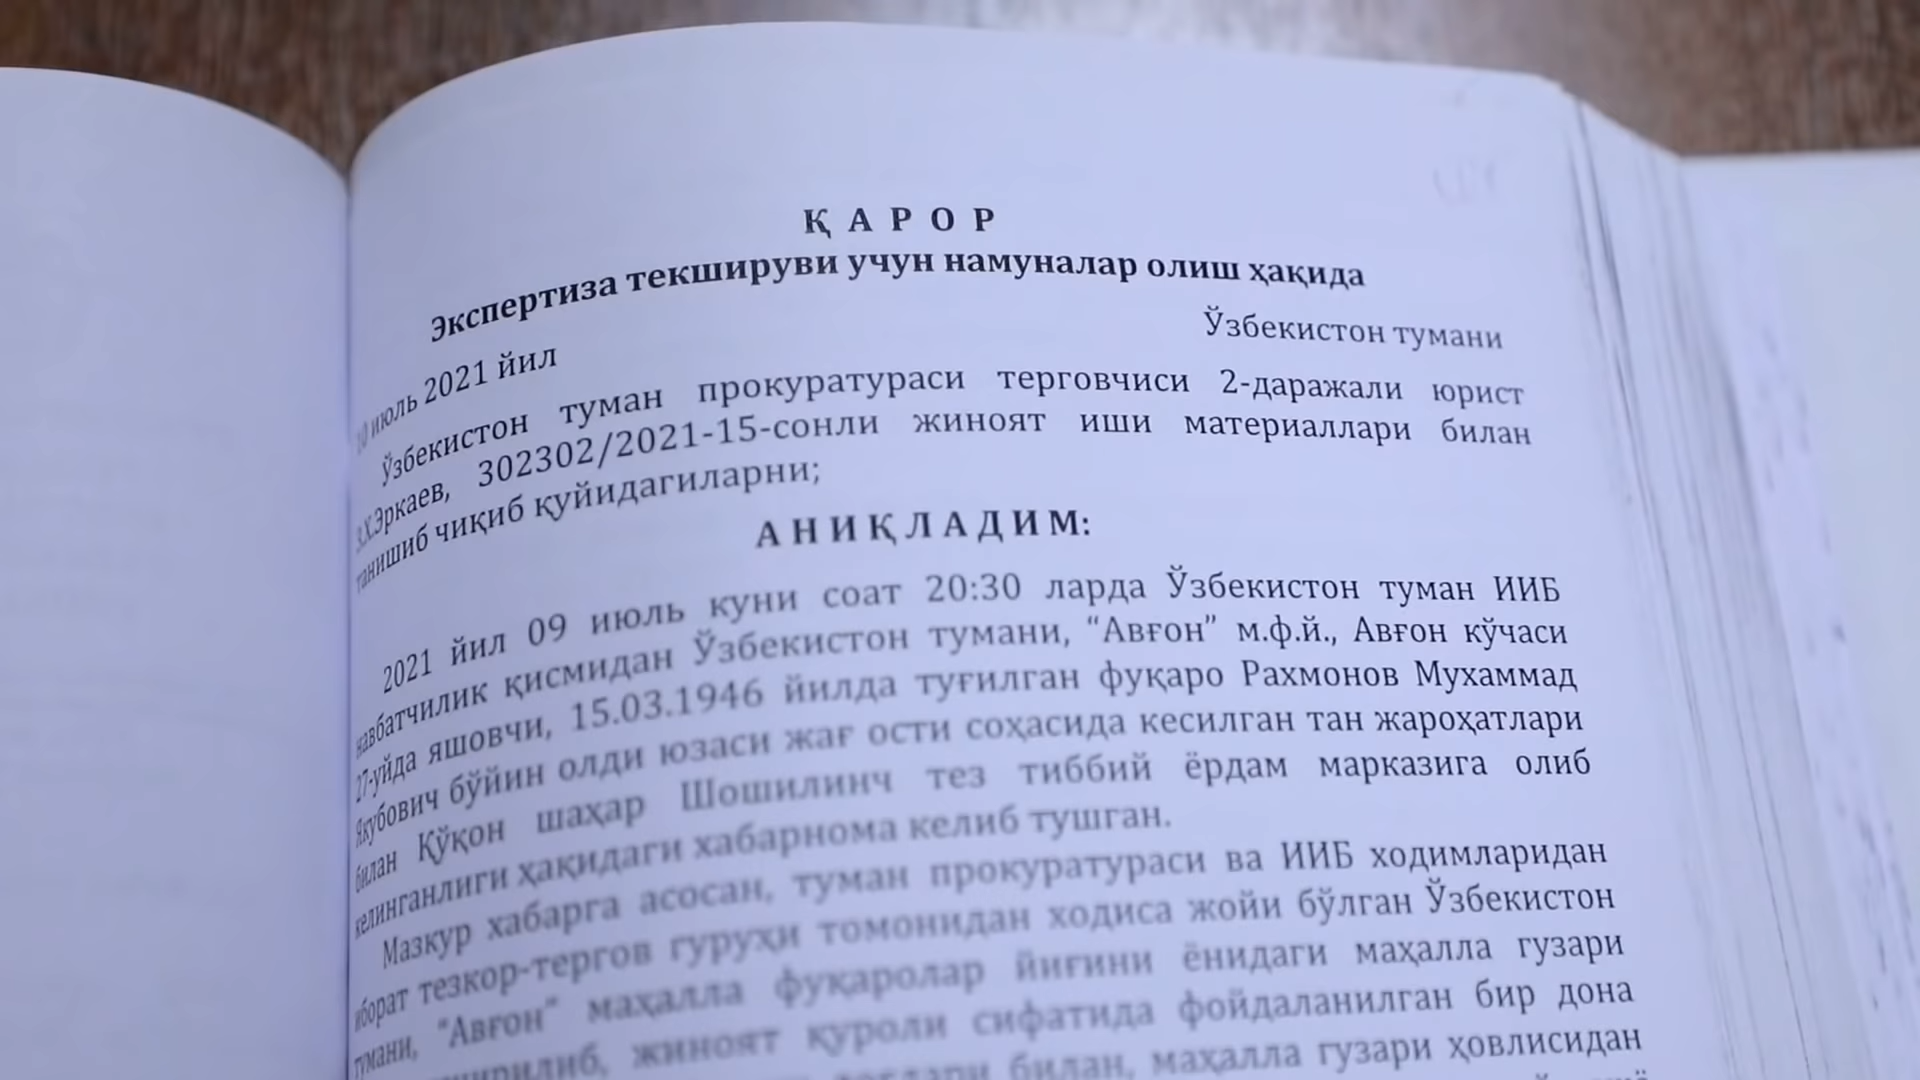 ҚАРОР
Экспертиза текшируви учун намуналар олиш ҳақида
Ўзбекистон тумани
июль 2021 йил
Ўзбекистон туман прокуратураси терговчиси 2-даражали юрист
Эркаев, 302302/2021-15-сонли жиноят иши материаллари билан
танишиб чиқиб қуйидагиларни;
АНИҚЛАДИМ:
2021 йил 09 июль куни соат 20:30 ларда Ўзбекистон туман ИИБ
навбатчилик қисмидан Ўзбекистон тумани, “Авғон” м.ф.й., Авғон кўчаси
27-уйда яшовчи, 15.03.1946 йилда туғилган фуқаро Рахмонов Мухаммад
Якубович бўйин олди юзаси жағ ости соҳасида кесилган тан жароҳатлари
билан Қўқон шаҳар Шошилинч тез тиббий ёрдам марказига олиб
келинганлиги ҳақидаги хабарнома келиб тушган.
Мазкур хабарга асосан, туман прокуратураси ва ИИБ ходимларидан
иборат тезкор-тергов гуруҳи томонидан ходиса жойи бўлган Ўзбекистон
тумани, “Авғон” маҳалла фуқаролар йиғини ёнидаги маҳалла гузари
жиноят қуроли сифатида фойдаланилган бир дона
билан, маҳалла гузари ҳовлисидан